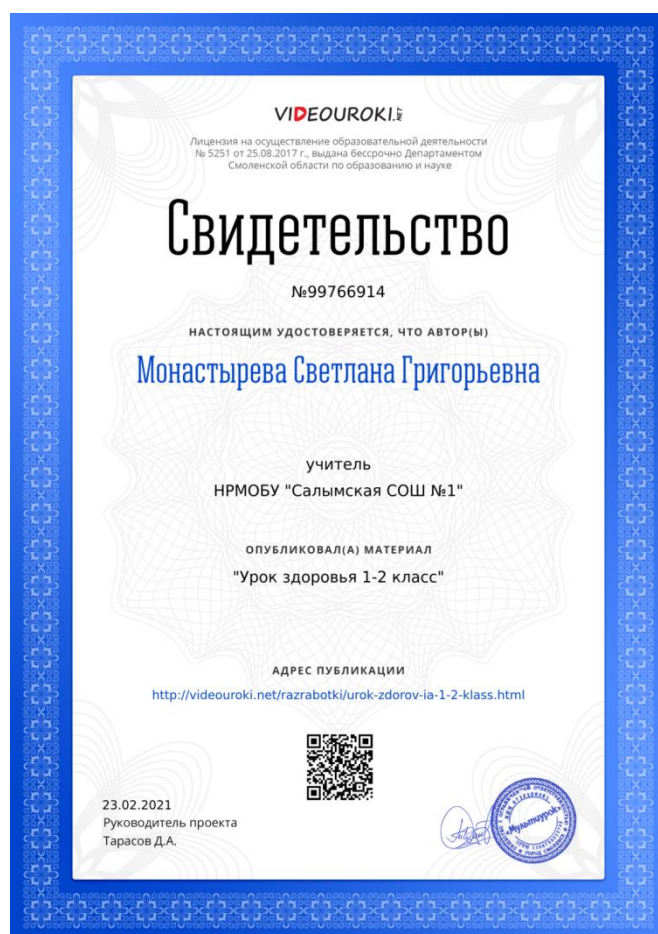 VIDEOUROKI.NET
Лицензия на осуществление образовательной деятельности
№ 5251 от 25.08.2017 г., выдана бессрочно Департаментом
Смоленской области по образованию и науке
Свидетельство
№99766914
НАСТОЯЩИМ УДОСТОВЕРЯЕТСЯ, ЧТО АВТОР(Ы)
Монастырева Светлана Григорьевна
учитель
НРМОБУ "Салымская СОШ №1"
ОПУБЛИКОВАЛ(А) МАТЕРИАЛ
"Урок здоровья 1-2 класс"
АДРЕС ПУБЛИКАЦИИ
http://videouroki.net/razrabotki/urok-zdorov-ia-1-2-klass.html
23.02.2021
Руководитель проекта
Тарасов Д.А.
«Мультиурок»